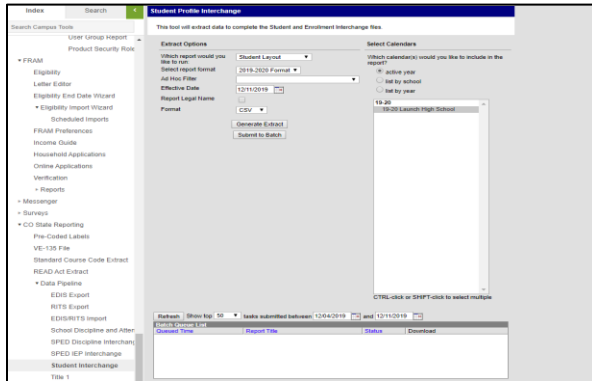 Index
Search
Search Campus Tools
User Group Report
Product Security Role
FRAM
Eligibility
Letter Editor
Eligibility End Date Wizard
Eligibility Import Wizard
Scheduled Imports
FRAM Preferences
Income Guide
Household Applications
Online Applications
Verification
Reports
Messenger
Surveys
CO State Reporting
Pre-Coded Labels
VE-135 File
Standard Course Code Extract
READ Act Extract
Data Pipeline
EDIS Export
RITS Export
EDIS/RITS Import
School Discipline and Atten
SPED Discipline Interchang
SPED IEP Interchange
Student Interchange
Title 1
Student Profile Interchange
This tool will extract data to complete the Student and Enrollment Interchange files.
Extract Options
Which report would you like to run
Student Layout
Select report format
2019-2020 Format
Ad Hoc Filter
Effective Date
12/11/2019
Report Legal Name
Format
CSV
Generate Extract
Submit to Batch
Select Calendars
Which calendar(s) would you like to include in the
report?
active year
list by school
list by year
19-20
19-20 Launch High School
CTRL-click or SHIFT-click to select multiple
Refresh Show top 50 tasks submitted between 12/04/2019 and 12/11/2019
Batch Queue List
Queued Time Report Title Status Download